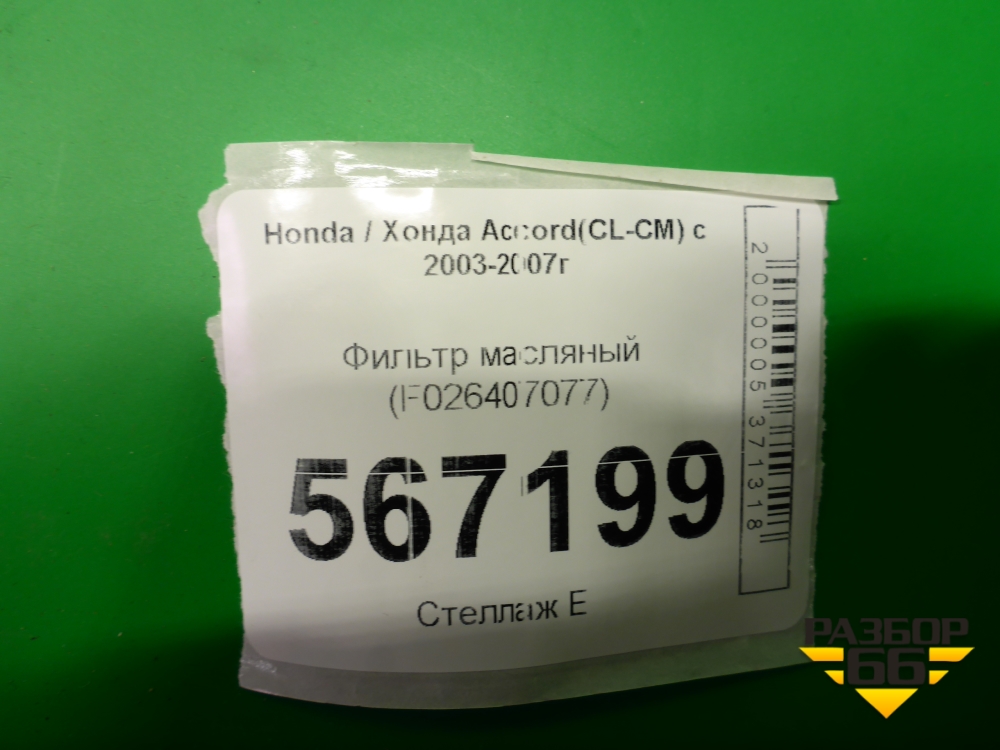 Honda / Хонда Accord(CL-CM) с
2003-2007г
Фильтр масляный
(F026407077)
567199
Стеллаж Е
2000005371318
РАЗБОР
66